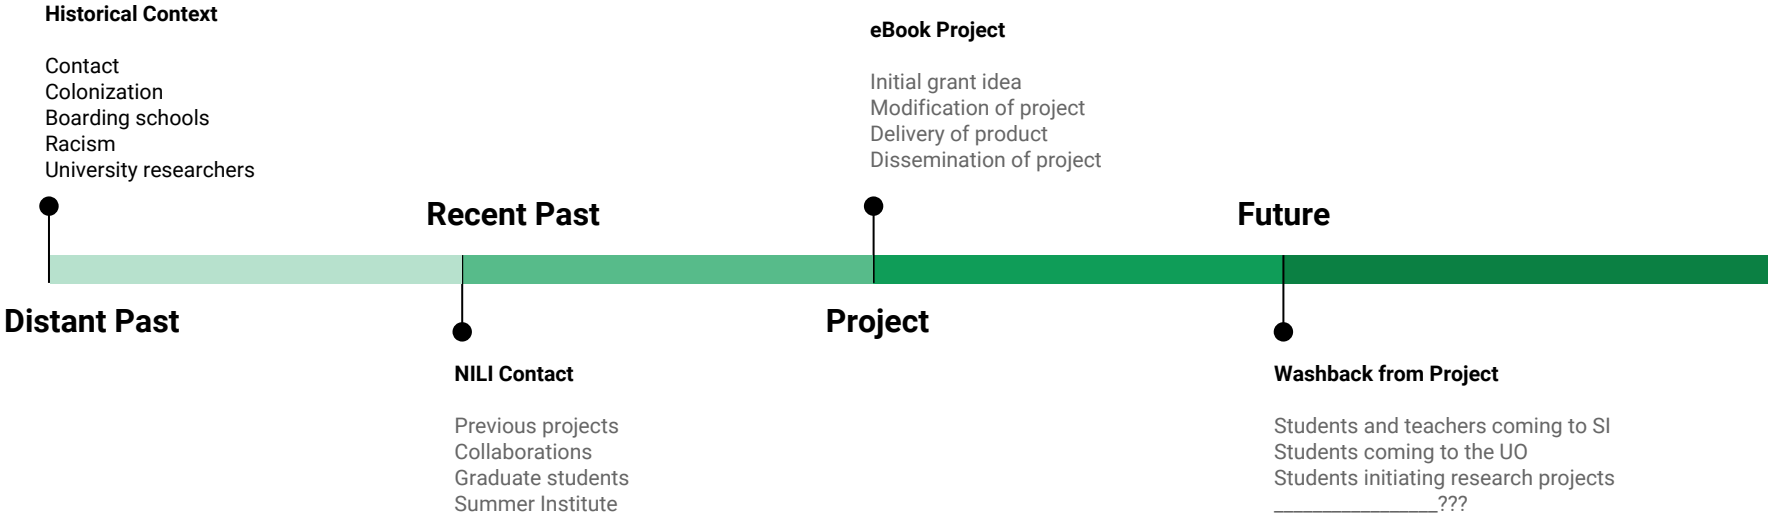 Historical Context
Contact
Colonization
Boarding schools
Racism
University researchers
Distant Past
Recent Past
NILI Contact
Previous projects
Collaborations
Graduate students
Summer Institute
eBook Project
Initial grant idea
Modification of project
Delivery of product
Dissemination of project
Project
Future
Washback from Project
Students and teachers coming to SI
Students coming to the UO
Students initiating research projects
_______________???